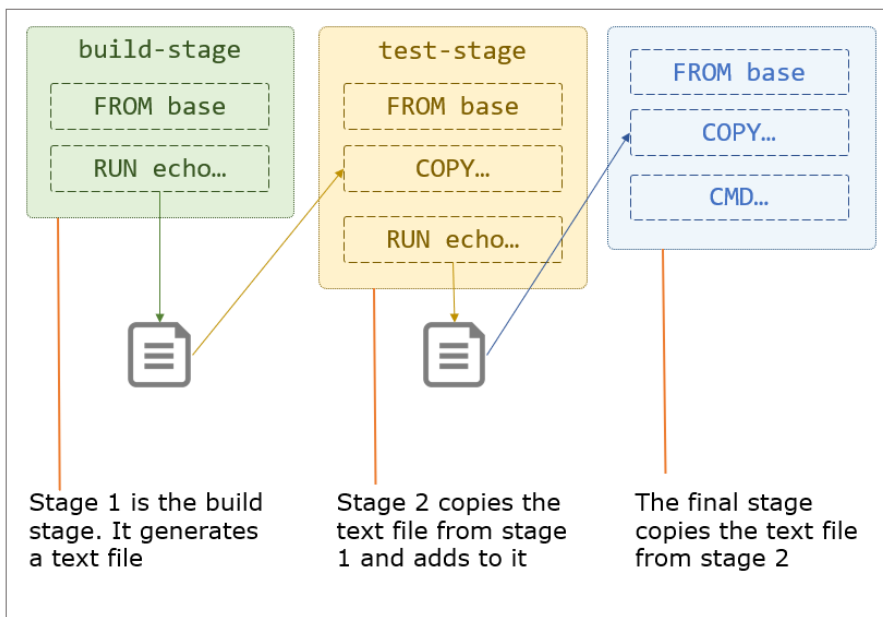 build-stage
FROM base
RUN echo…
test-stage
FROM base
COPY…
RUN echo…
FROM base
COPY…
CMD…
Stage 1 is the build
stage. It generates
a text file
Stage 2 copies the
text file from stage
1 and adds to it
The final stage
copies the text file
from stage 2